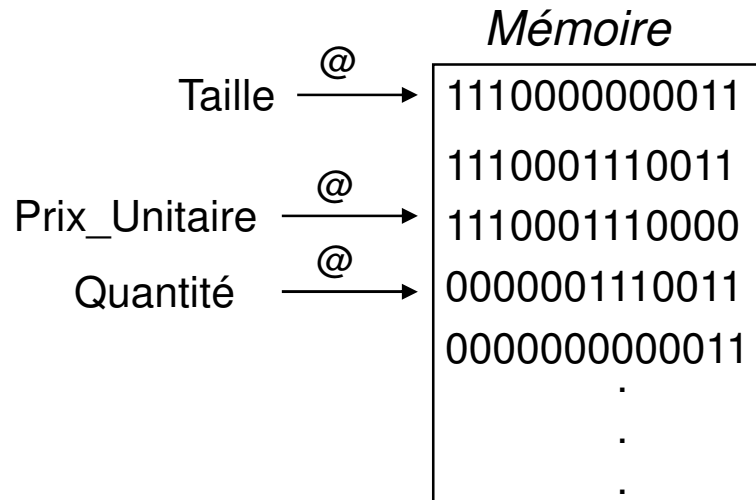 Mémoire
@
Taille
1110000000011
1110001110011
@
Prix_Unitaire
1110001110000
@
Quantité
0000001110011
0000000000011
.
.
.